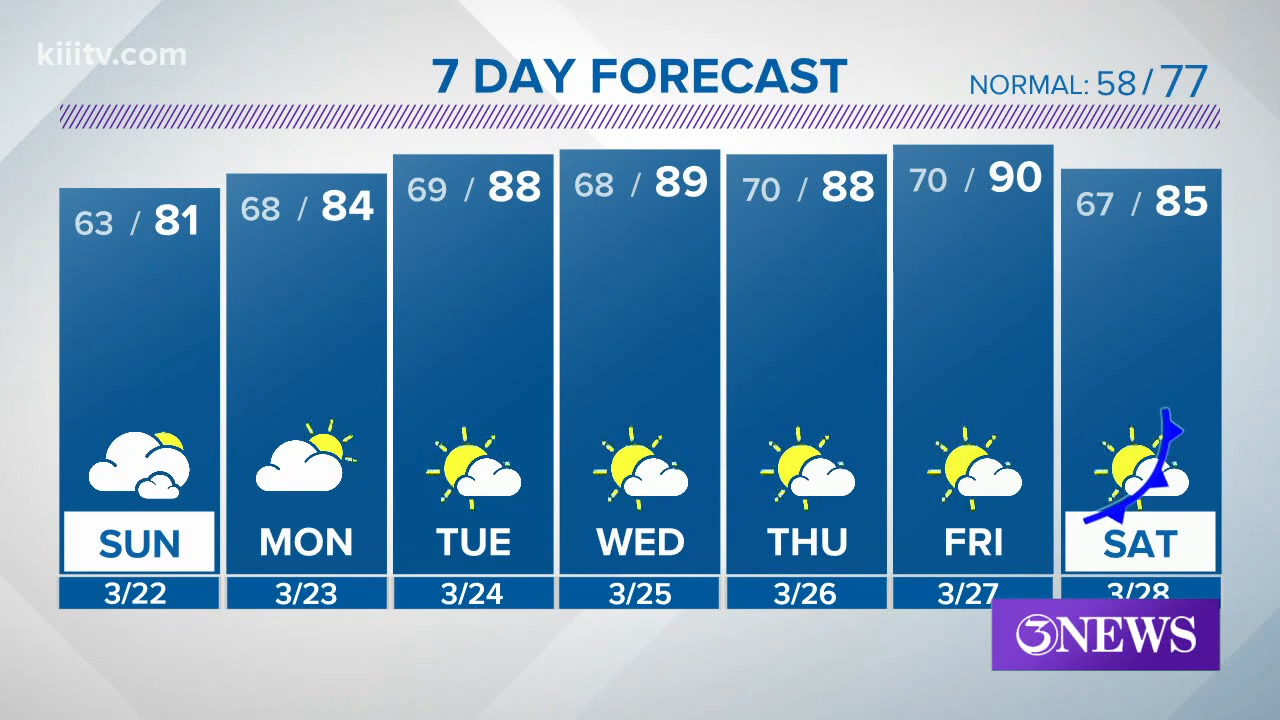 kiiitv.com
7 DAY FORECAST
NORMAL: 58 / 77
63 / 81
68 / 84
69 / 88
68 / 89
70 / 88
70 / 90
67 / 85
SUN
MON
TUE
WED
THU
FRI
SAT
3/22
3/23
3/24
3/25
3/26
3/27
3/28
3NEWS